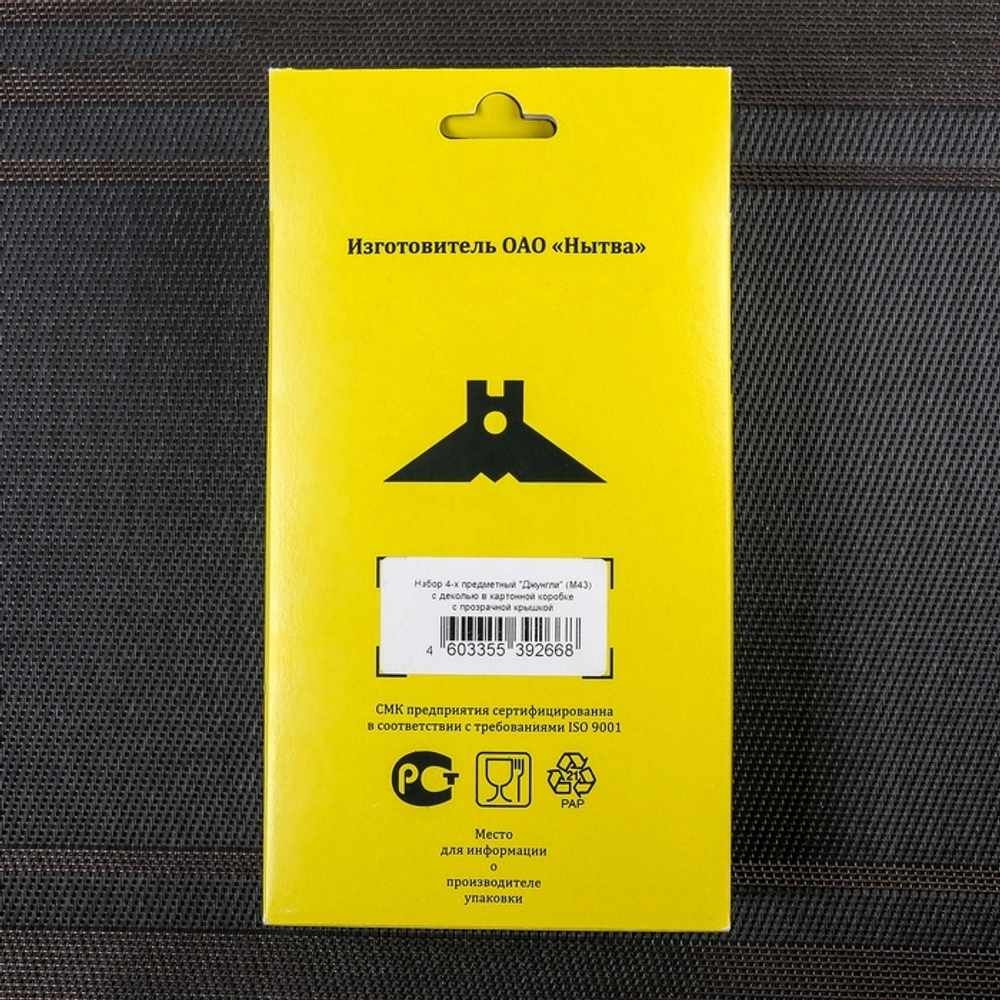 Изготовитель ОАО «Нытва»
Н
Набор 4-х предметный "Джунгли" (М43)
с деколью в картонной коробке
с прозрачной крышкой
4 603355 392668
СМК предприятия сертифицированна
в соответствии с требованиями ISO 9001
РСТ
21
PAP
Место
для информации
о
производителе
упаковки